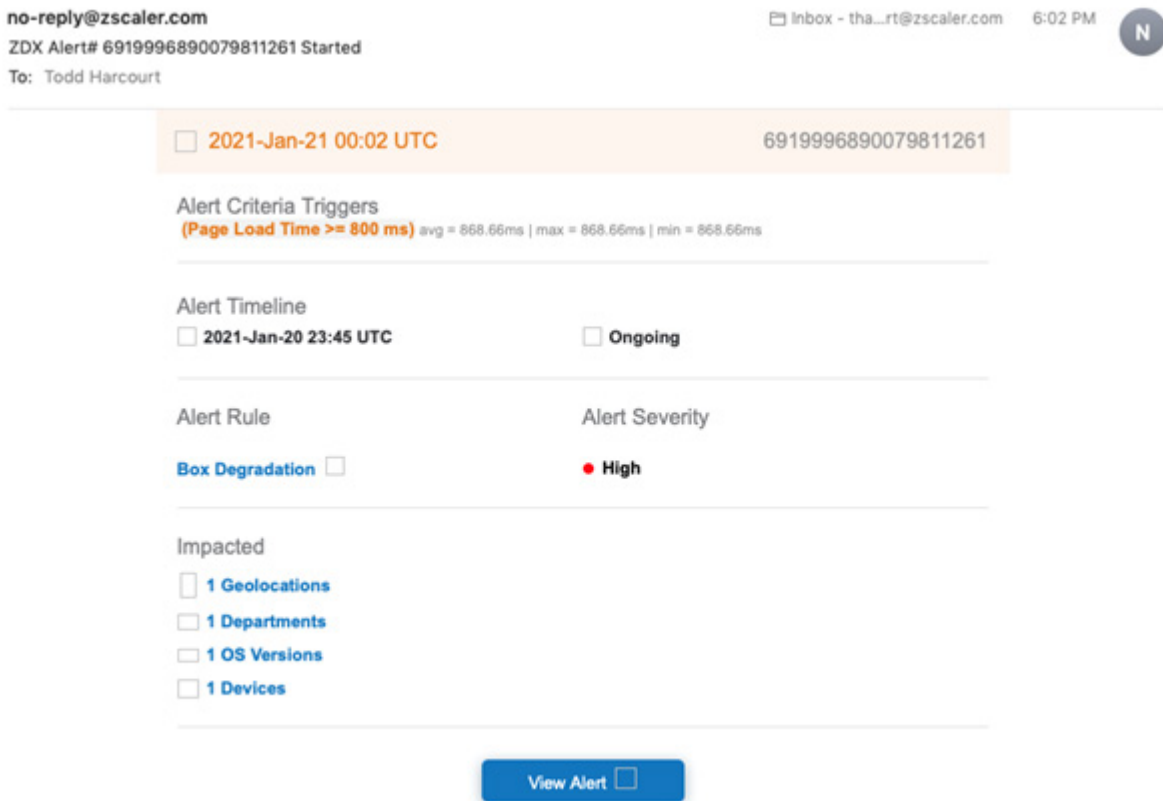 no-reply@zscaler.com
Inbox - tha...rt@zscaler.com 6:02 PM
N
ZDX Alert# 6919996890079811261 Started
To: Todd Harcourt
2021-Jan-21 00:02 UTC 6919996890079811261
Alert Criteria Triggers
(Page Load Time >= 800 ms) avg = 868.66ms | max = 868.66ms | min = 868.66ms
Alert Timeline
2021-Jan-20 23:45 UTC Ongoing
Alert Rule Alert Severity
Box Degradation High
Impacted
1 Geolocations
1 Departments
1 OS Versions
1 Devices
View Alert